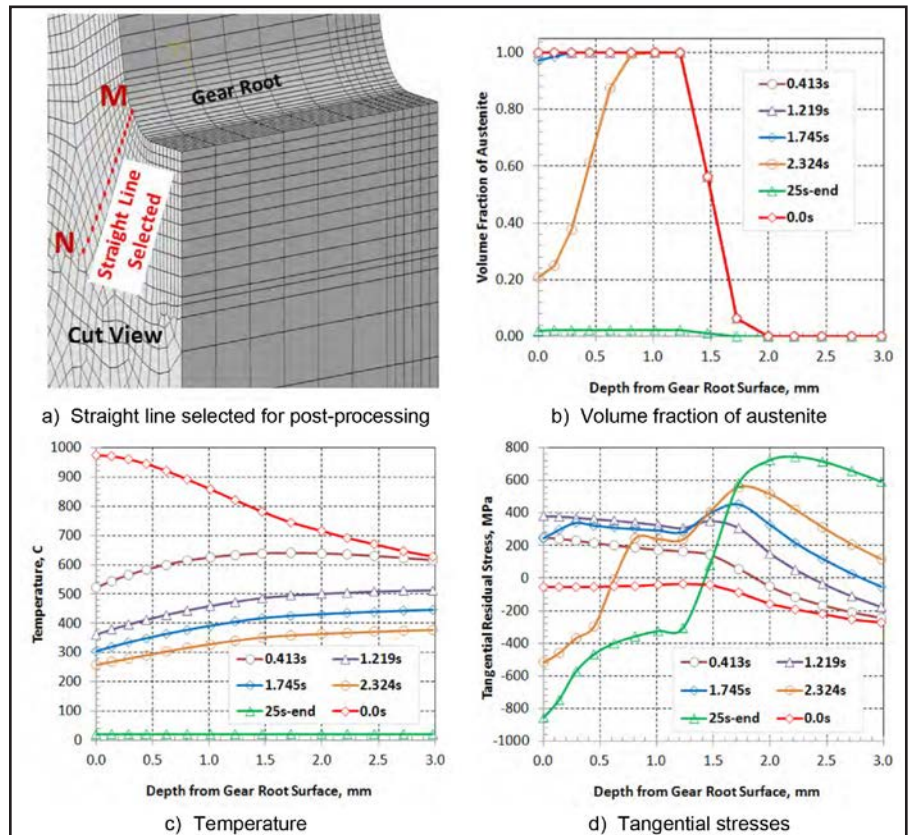 M
Gear Root
N
Straight Line
Selected
Cut View
a) Straight line selected for post-processing
1.00
0.80
0.60
0.40
0.20
0.00
Volume Fraction of Austenite
0.413s
1.219s
1.745s
2.324s
25s-end
0.0s
0.0 0.5 1.0 1.5 2.0 2.5 3.0
Depth from Gear Root Surface, mm
b) Volume fraction of austenite
1000
900
800
700
600
500
400
300
200
100
0
Temperature, C
0.413s 1.219s
1.745s 2.324s
25s-end 0.0s
0.0 0.5 1.0 1.5 2.0 2.5 3.0
Depth from Gear Root Surface, mm
c) Temperature
800
600
400
200
0
-200
-400
-600
-800
-1000
Tangential Residual Stress, MPa
0.413s 1.219s
1.745s 2.324s
25s-end 0.0s
0.0 0.5 1.0 1.5 2.0 2.5 3.0
Depth from Gear Root Surface, mm
d) Tangential stresses